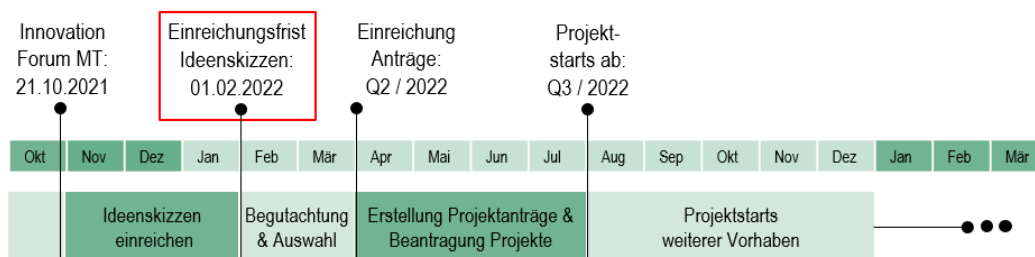 Innovation
Forum MT:
21.10.2021
Einreichungsfrist
Ideenskizzen:
01.02.2022
Einreichung
Anträge:
Q2 / 2022
Projekt-
starts ab:
Q3 / 2022
Okt Nov Dez Jan Feb Mär Apr Mai Jun Jul Aug Sep Okt Nov Dez Jan Feb Mär
Ideenskizzen
einreichen
Begutachtung
& Auswahl
Erstellung Projektanträge &
Beantragung Projekte
Projektstarts
weiterer Vorhaben